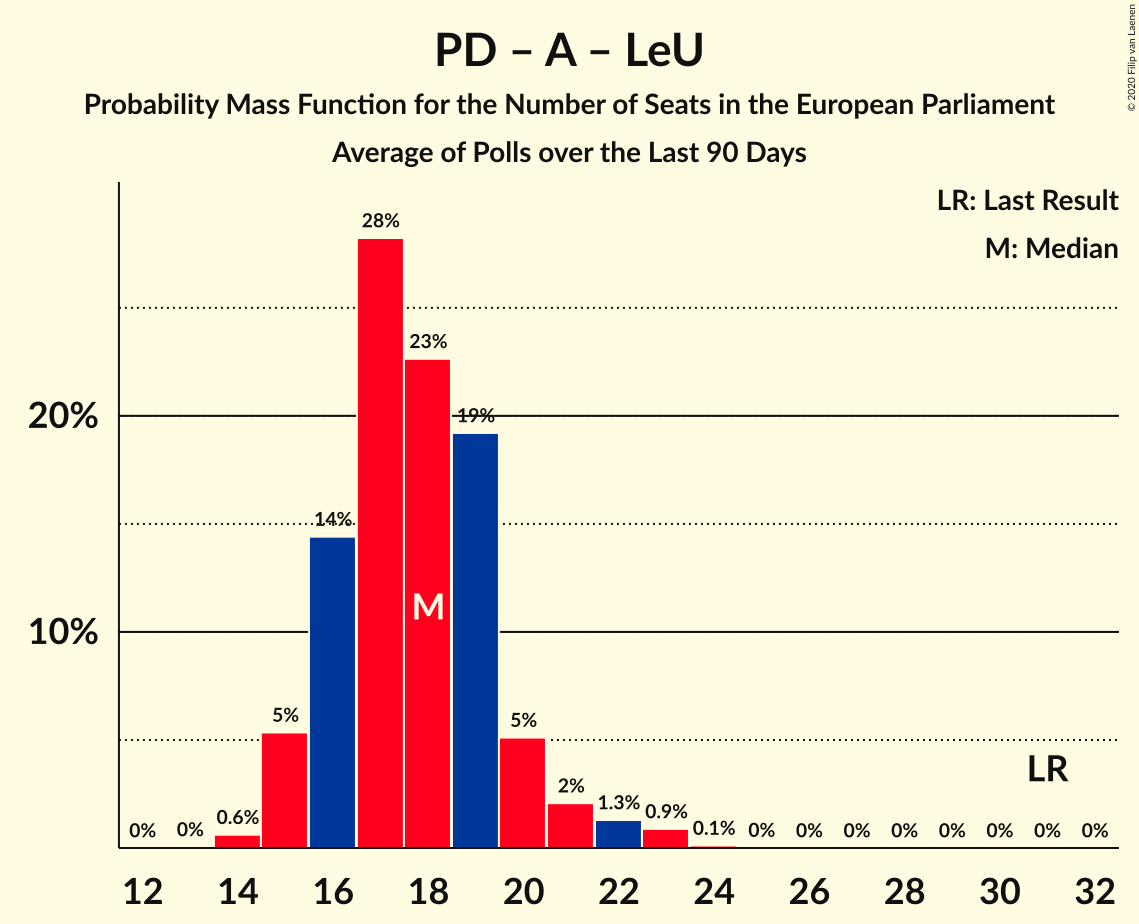 PD – A – LeU
Probability Mass Function for the Number of Seats in the European Parliament
Average of Polls over the Last 90 Days
© 2020 Filip van Laenen
LR: Last Result
M: Median
28%
23%
20%
19%
14%
M
10%
5%
5%
LR
2%
0% 0% 0.6% 1.3% 0.9% 0.1% 0% 0% 0% 0% 0% 0% 0% 0%
12 14 16 18 20 22 24 26 28 30 32